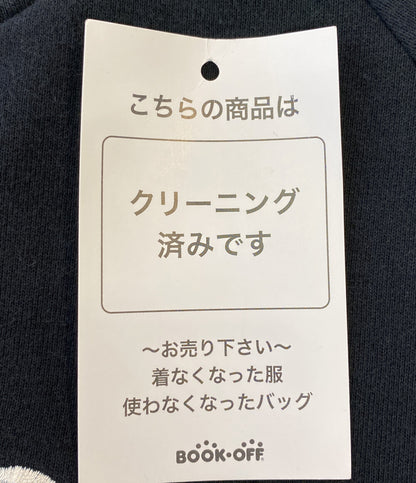 こちらの商品は
クリーニング
済みです
～お売り下さい～
着なくなった服
使わなくなったバッグ
BOOK・OFF